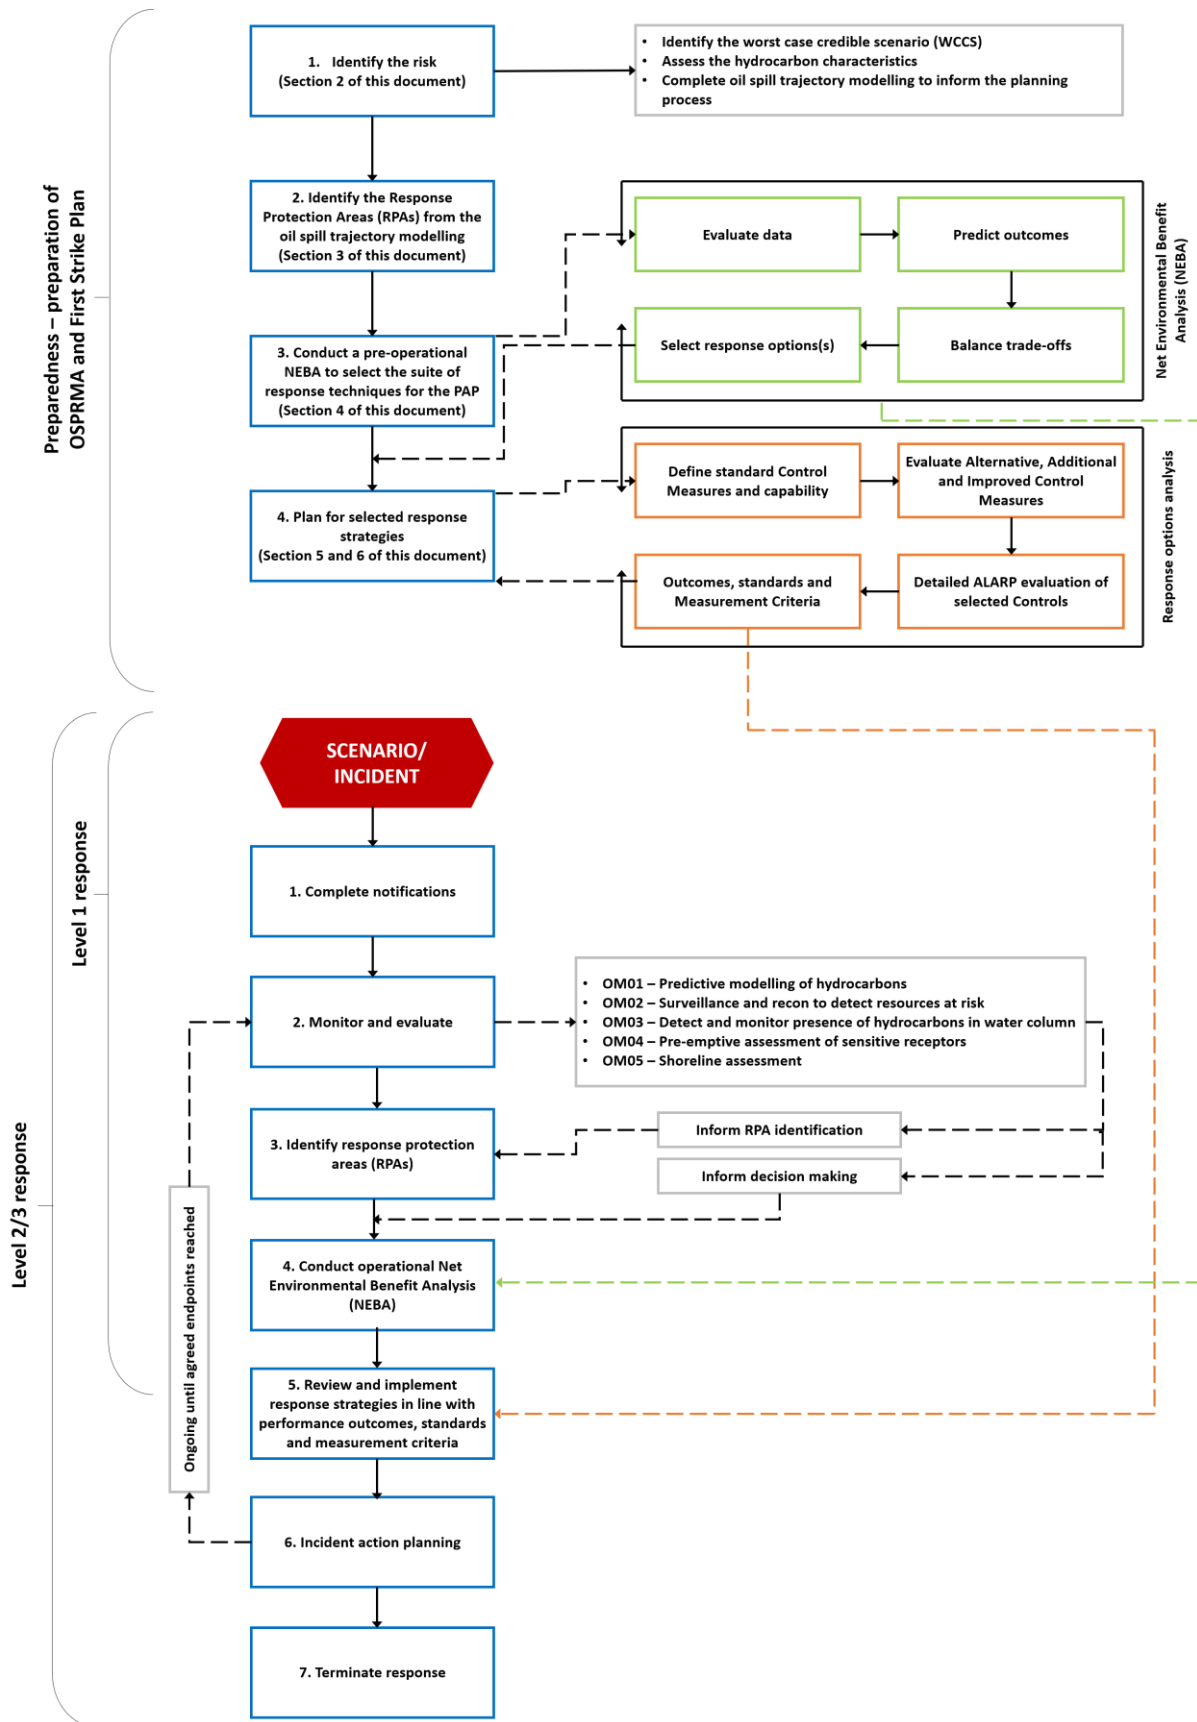 Preparedness – preparation of
OSPRMA and First Strike Plan
1. Identify the risk
(Section 2 of this document)
• Identify the worst case credible scenario (WCCS)
• Assess the hydrocarbon characteristics
• Complete oil spill trajectory modelling to inform the planning
process
2. Identify the Response
Protection Areas (RPAs) from the
oil spill trajectory modelling
(Section 3 of this document)
Evaluate data
Predict outcomes
Select response options(s)
Balance trade-offs
Net Environmental Benefit
Analysis (NEBA)
3. Conduct a pre-operational
NEBA to select the suite of
response techniques for the PAP
(Section 4 of this document)
Define standard Control
Measures and capability
Evaluate Alternative, Additional
and Improved Control
Measures
Outcomes, standards and
Measurement Criteria
Detailed ALARP evaluation of
selected Controls
Response options analysis
4. Plan for selected response
strategies
(Section 5 and 6 of this document)
Level 2/3 response
Level 1 response
SCENARIO/
INCIDENT
1. Complete notifications
2. Monitor and evaluate
• OM01 – Predictive modelling of hydrocarbons
• OM02 – Surveillance and recon to detect resources at risk
• OM03 – Detect and monitor presence of hydrocarbons in water column
• OM04 – Pre-emptive assessment of sensitive receptors
• OM05 – Shoreline assessment
3. Identify response protection
areas (RPAs)
Inform RPA identification
Inform decision making
4. Conduct operational Net
Environmental Benefit Analysis
(NEBA)
Ongoing until agreed endpoints reached
5. Review and implement
response strategies in line with
performance outcomes, standards
and measurement criteria
6. Incident action planning
7. Terminate response